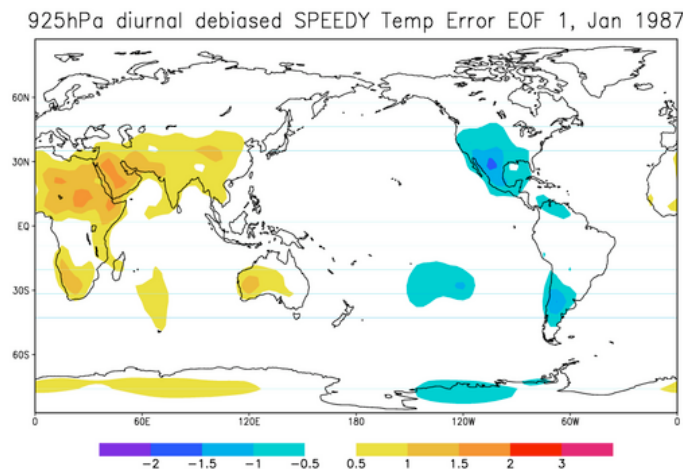 925hPa diurnal debiased SPEEDY Temp Error EOF 1, Jan 1987
60N
30N
EQ
30S
60S
0 60E 120E 180 120W 60W 0
-2 -1.5 -1 -0.5 0.5 1 1.5 2 3